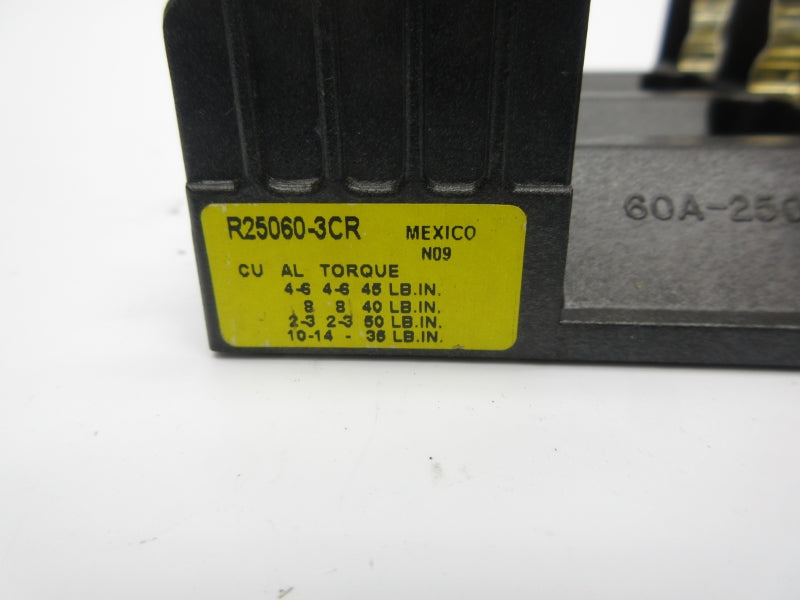 R25060-3CR MEXICO
N09
CU AL TORQUE
4-6 4-6 45 LB.IN.
8 8 40 LB.IN.
2-3 2-3 50 LB.IN.
10-14 - 35 LB.IN.
60A-250